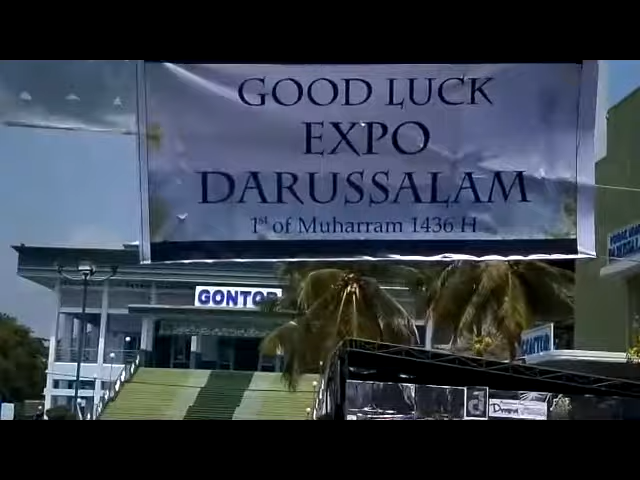 GOOD LUCK
EXPO
DARUSSALAM
1st of Muharram 1436 H
GONTOR